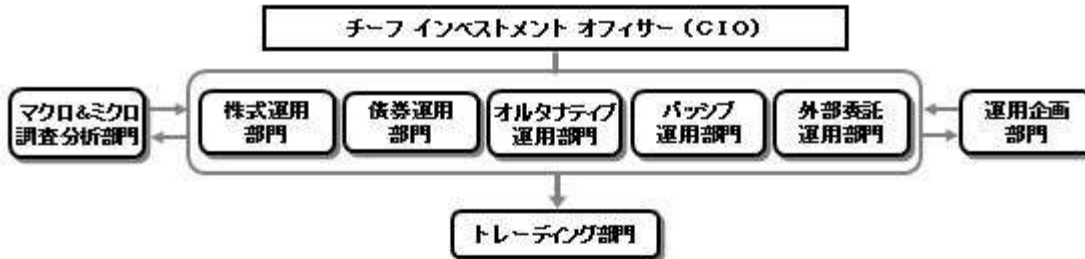 チーフ インベストメント オフィサー (CIO)
マクロ&ミクロ
調査分析部門
株式運用
部門
債券運用
部門
オルタナティブ
運用部門
パッシブ
運用部門
外部委託
運用部門
運用企画
部門
トレーディング部門